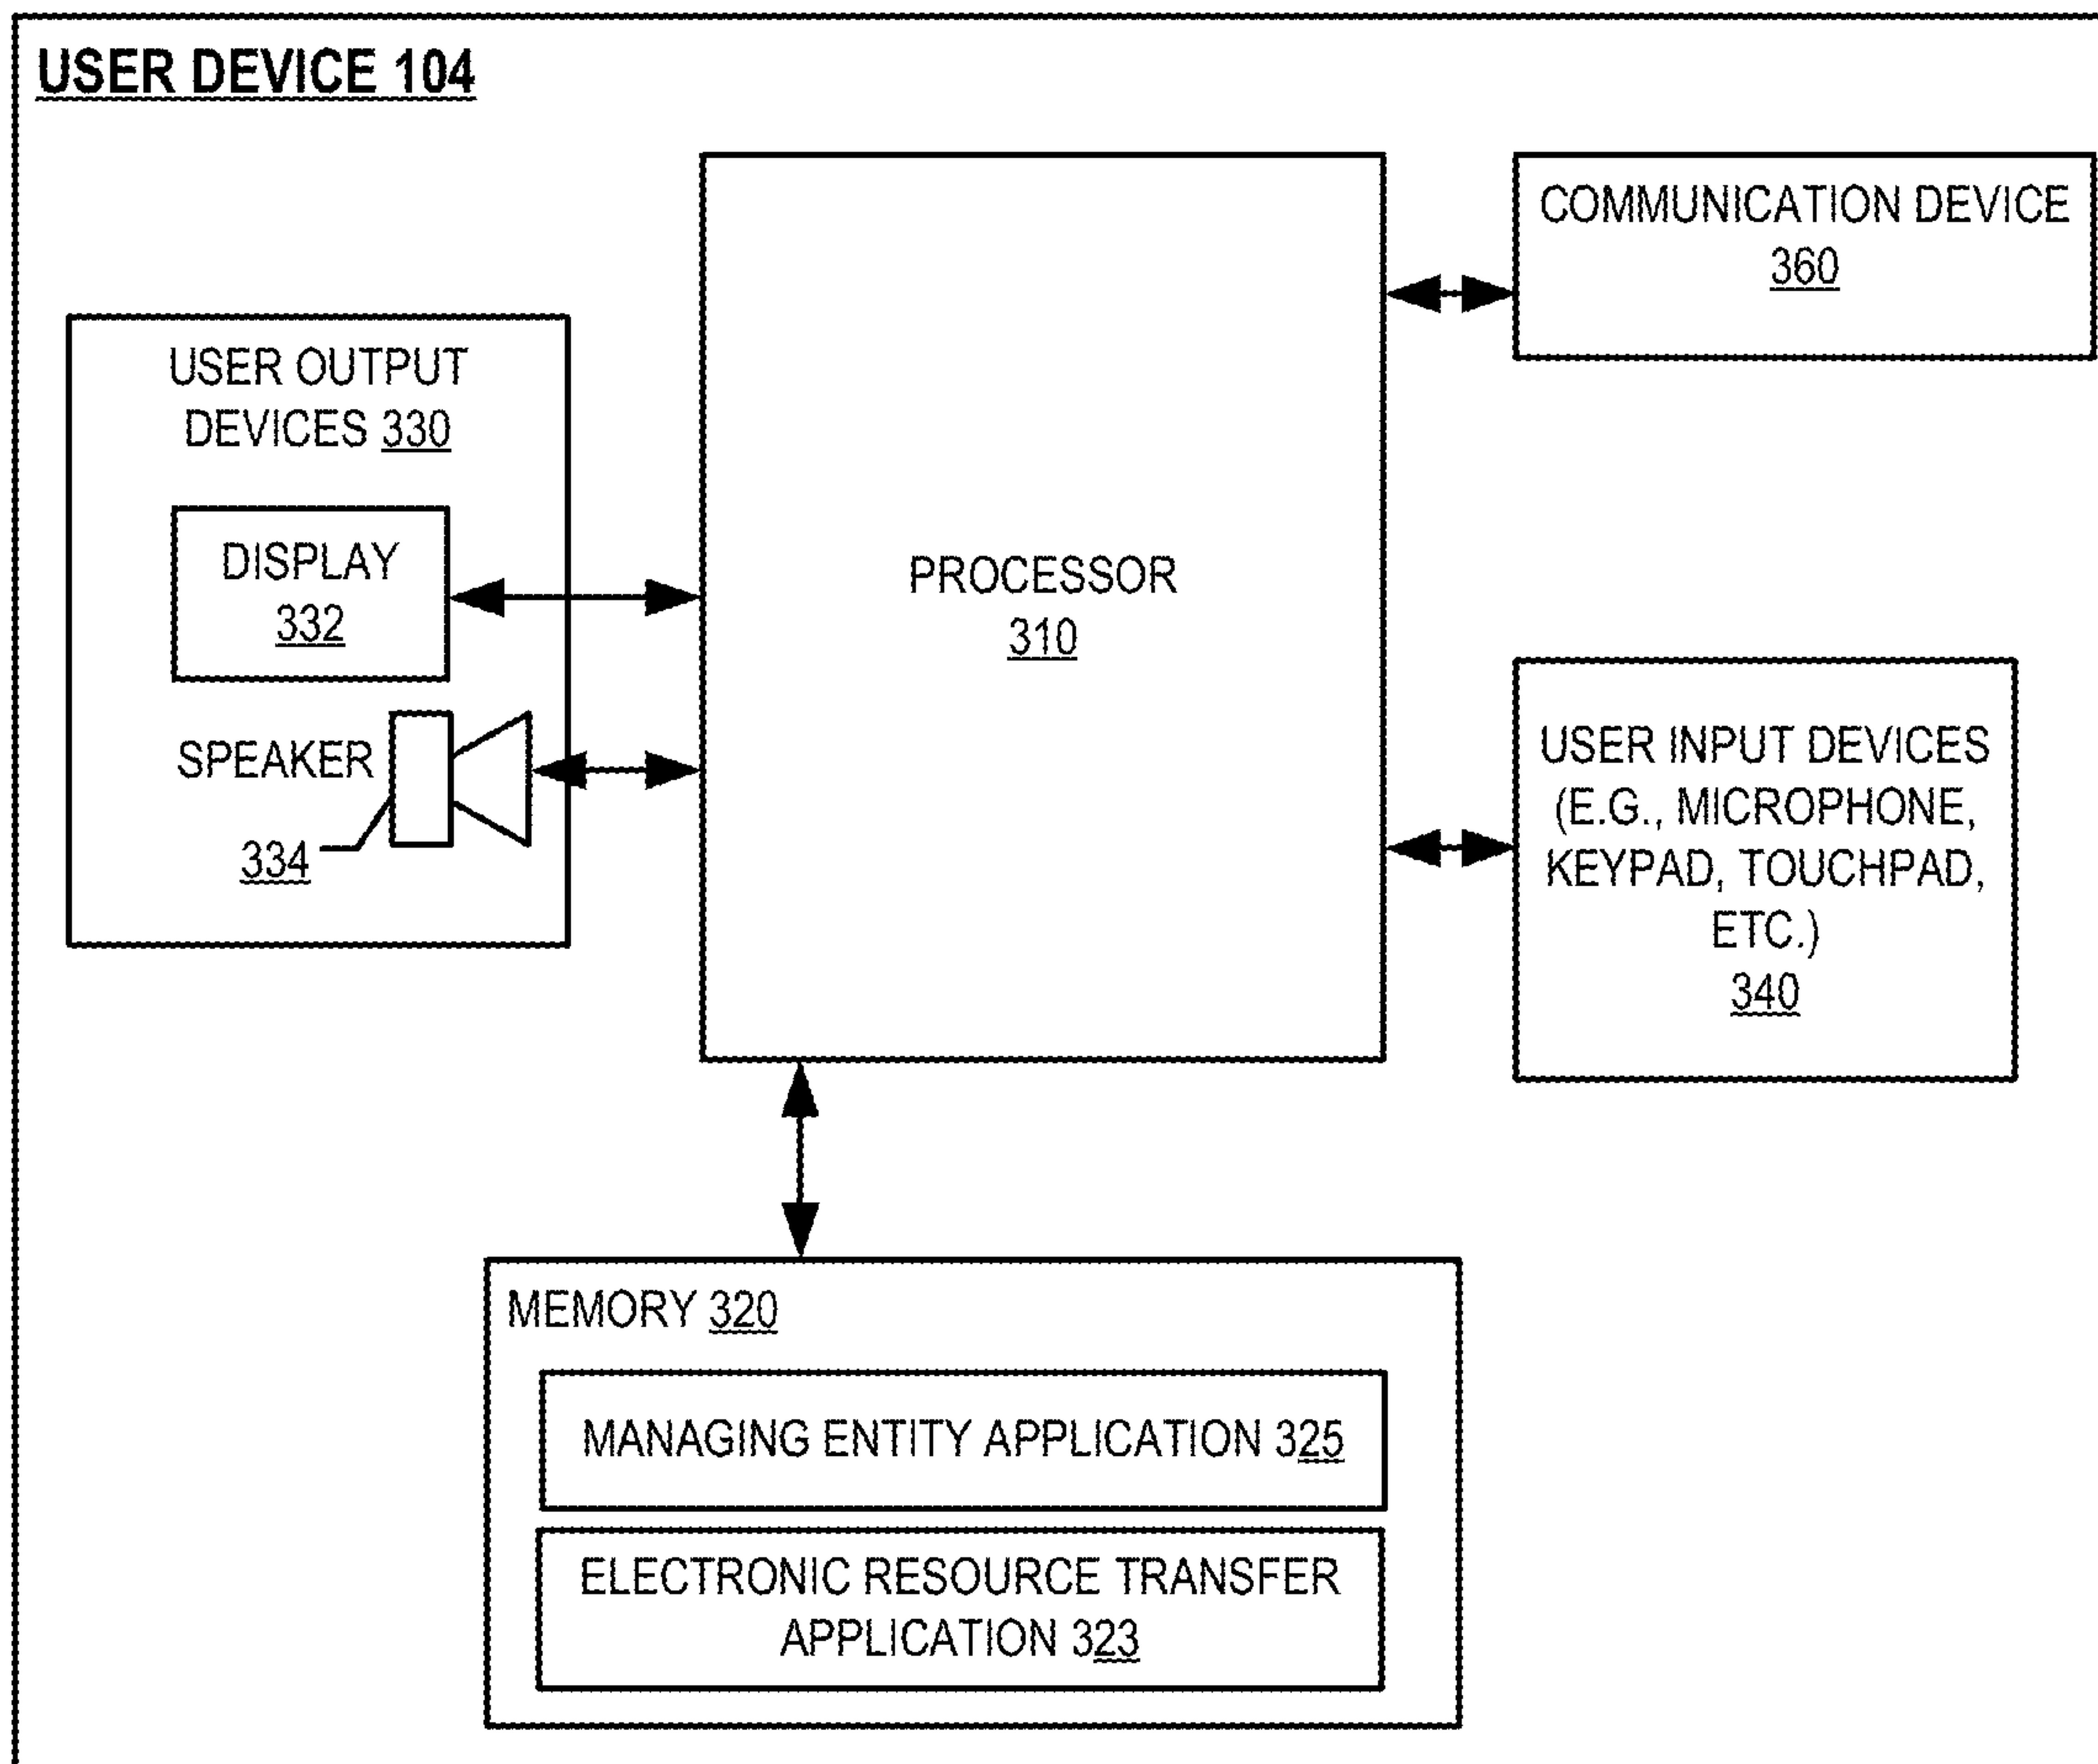 USER DEVICE 104
COMMUNICATION DEVICE
360
USER OUTPUT
DEVICES 330
DISPLAY
332
SPEAKER
334
PROCESSOR
310
USER INPUT DEVICES
(E.G., MICROPHONE,
KEYPAD, TOUCHPAD,
ETC.)
340
MEMORY 320
MANAGING ENTITY APPLICATION 325
ELECTRONIC RESOURCE TRANSFER
APPLICATION 323